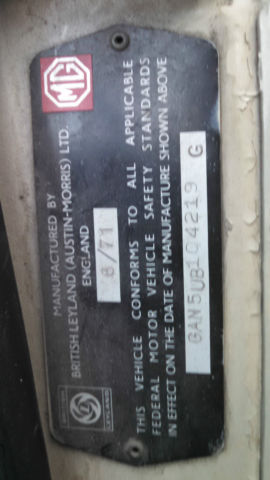 MG
MANUFACTURED BY
BRITISH LEYLAND (AUSTIN-MORRIS) LTD.
ENGLAND
8/71
LEYLAND
THIS VEHICLE CONFORMS TO ALL APPLICABLE
FEDERAL MOTOR VEHICLE SAFETY STANDARDS
IN EFFECT ON THE DATE OF MANUFACTURE SHOWN ABOVE
GAN5UB104219 G